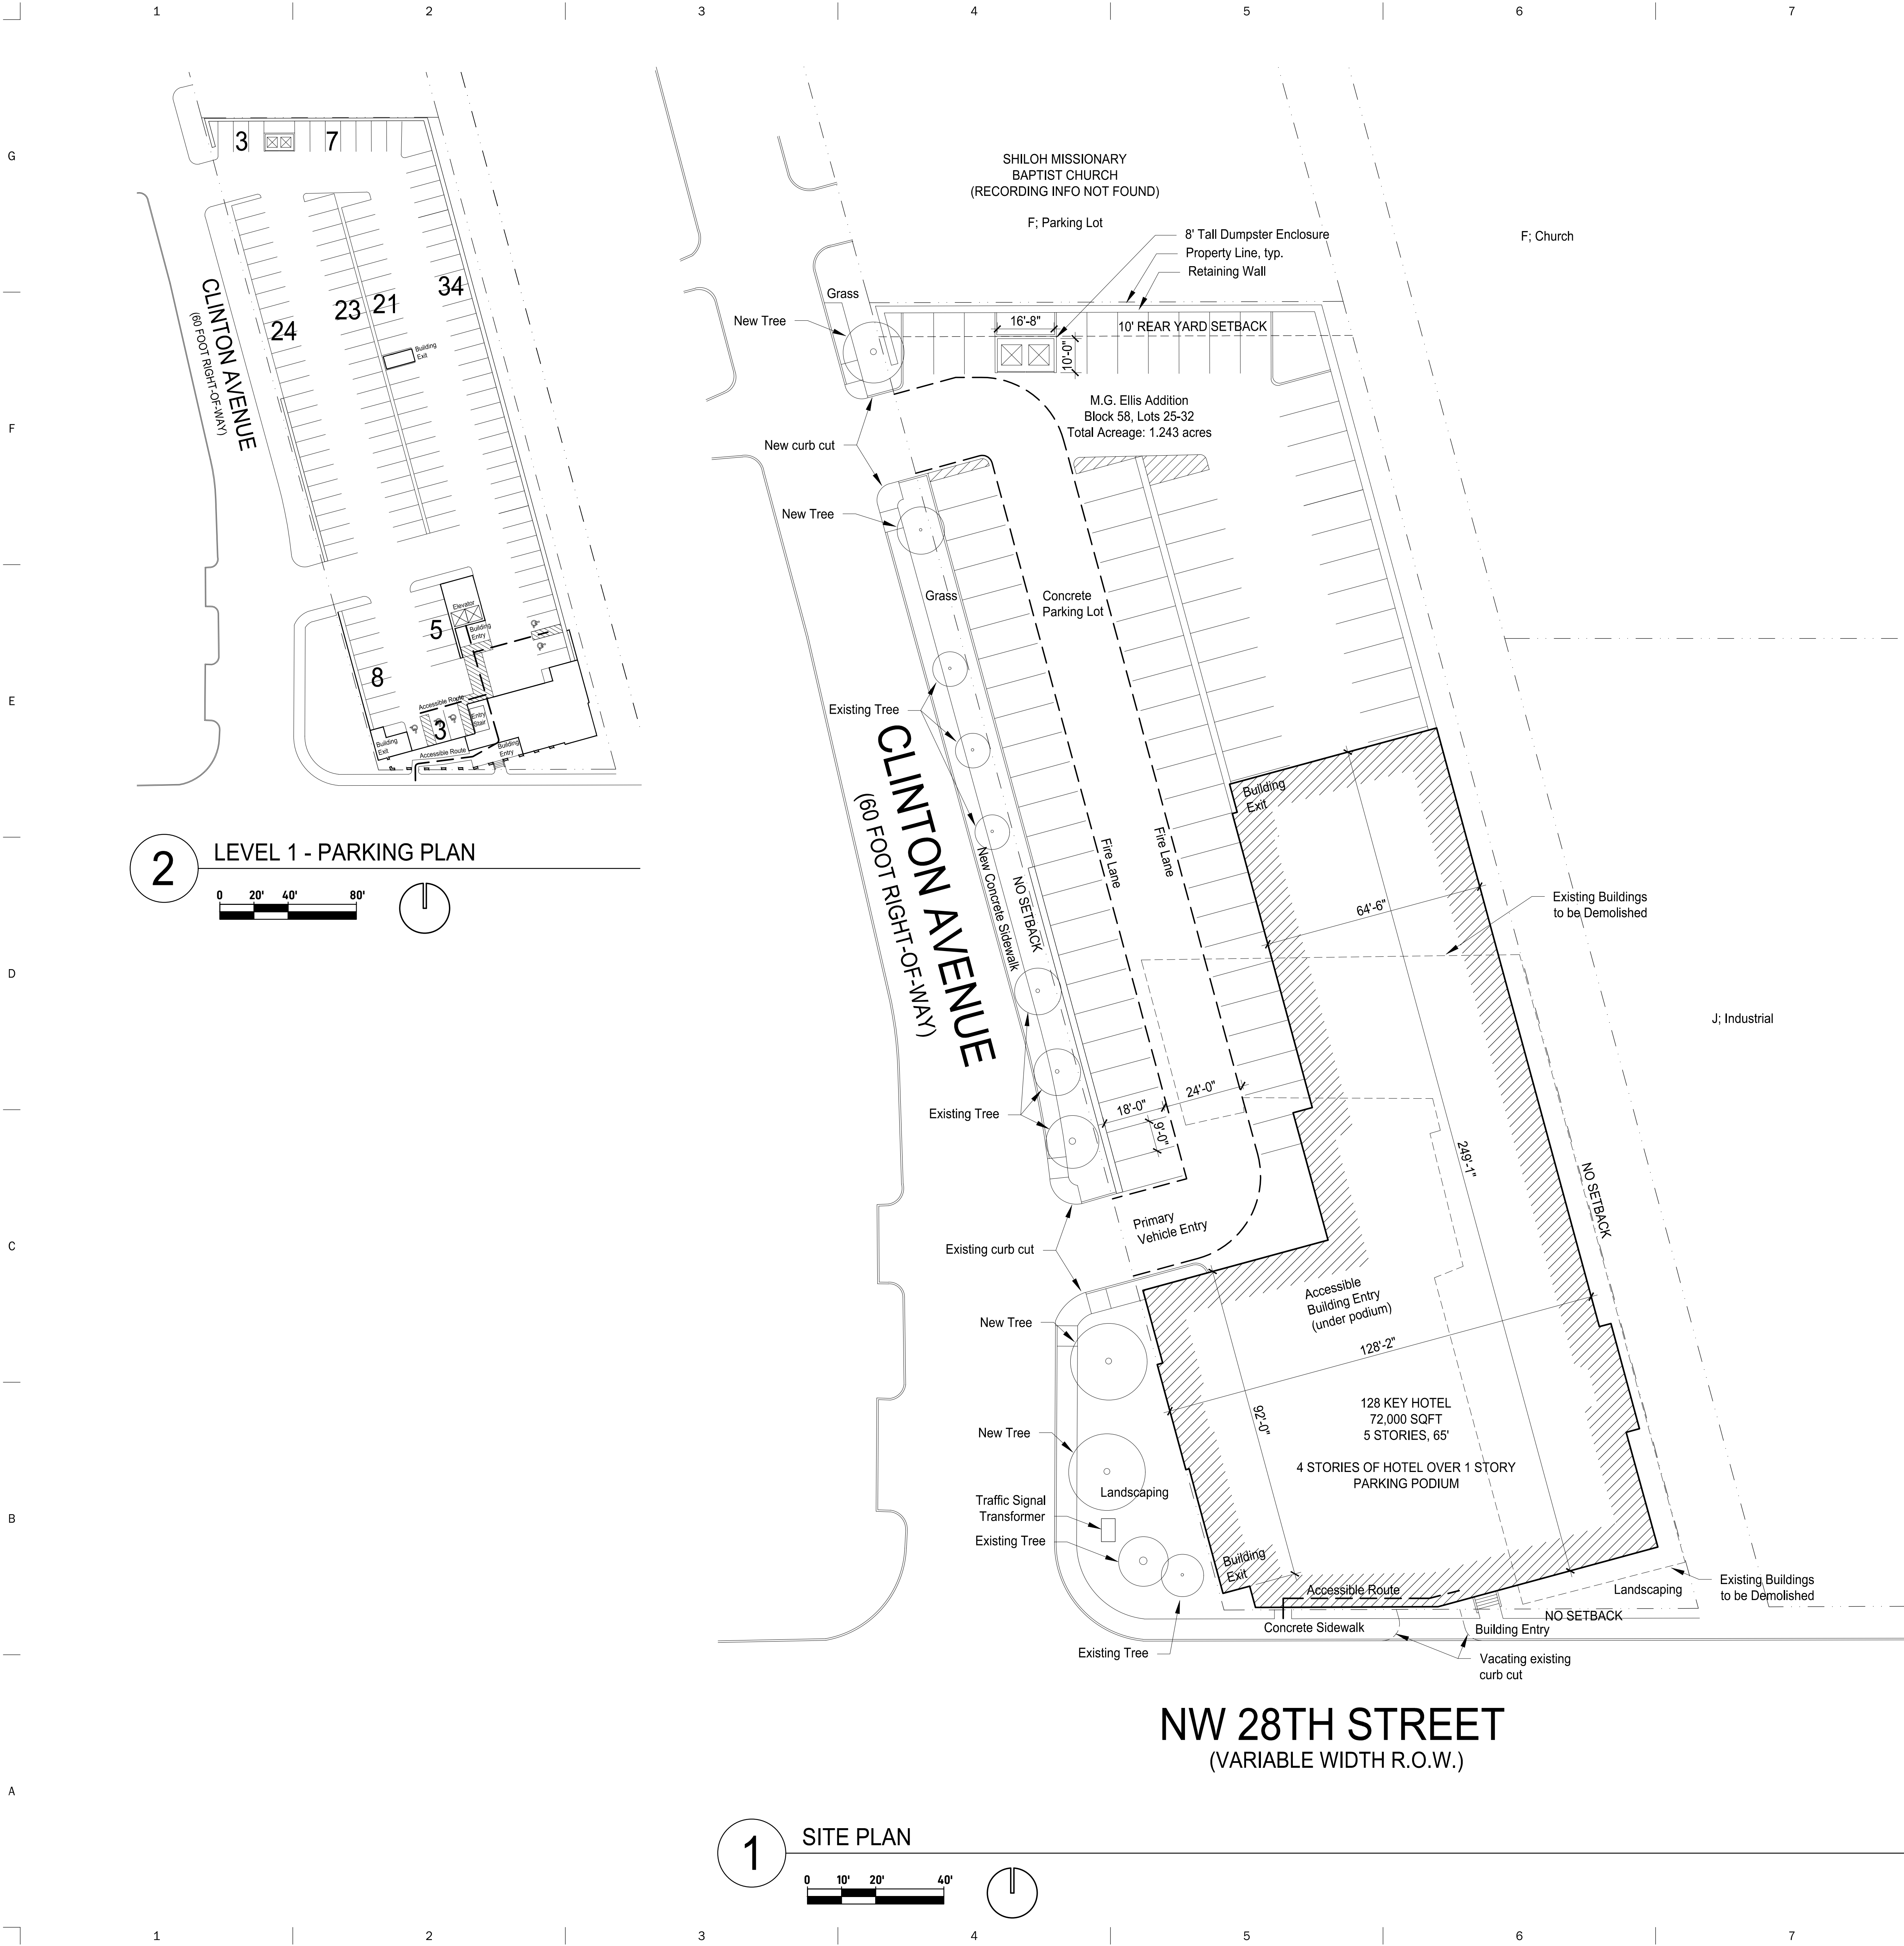 1
2
3
4
5
6
7
G
F
E
D
C
B
A
3
7
24
23
21
34
5
8
3
CLINTON AVENUE
(60 FOOT RIGHT-OF-WAY)
Building
Exit
Elevator
Building
Entry
Accessible Route
Entry
Stair
Building
Exit
Accessible Route
Building
Entry
2
LEVEL 1 - PARKING PLAN
0
20'
40'
80'
SHILOH MISSIONARY
BAPTIST CHURCH
(RECORDING INFO NOT FOUND)
F; Parking Lot
8' Tall Dumpster Enclosure
Property Line, typ.
Retaining Wall
F; Church
Grass
New Tree
16'-8"
10' REAR YARD SETBACK
10'-0"
M.G. Ellis Addition
Block 58, Lots 25-32
Total Acreage: 1.243 acres
New curb cut
New Tree
Grass
Concrete
Parking Lot
Existing Tree
CLINTON AVENUE
(60 FOOT RIGHT-OF-WAY)
New Concrete Sidewalk
NO SETBACK
Fire Lane
Fire Lane
Building
Exit
64'-6"
Existing Buildings
to be Demolished
J; Industrial
Existing Tree
18'-0"
24'-0"
9'-0"
249'-1"
NO SETBACK
Primary
Vehicle Entry
Existing curb cut
Accessible
Building Entry
(under podium)
New Tree
128'-2"
92'-0"
128 KEY HOTEL
72,000 SQFT
5 STORIES, 65'
4 STORIES OF HOTEL OVER 1 STORY
PARKING PODIUM
New Tree
Landscaping
Traffic Signal
Transformer
Existing Tree
Building
Exit
Accessible Route
Landscaping
Existing Buildings
to be Demolished
NO SETBACK
Concrete Sidewalk
Building Entry
Existing Tree
Vacating existing
curb cut
NW 28TH STREET
(VARIABLE WIDTH R.O.W.)
1
SITE PLAN
0
10'
20'
40'
1
2
3
4
5
6
7